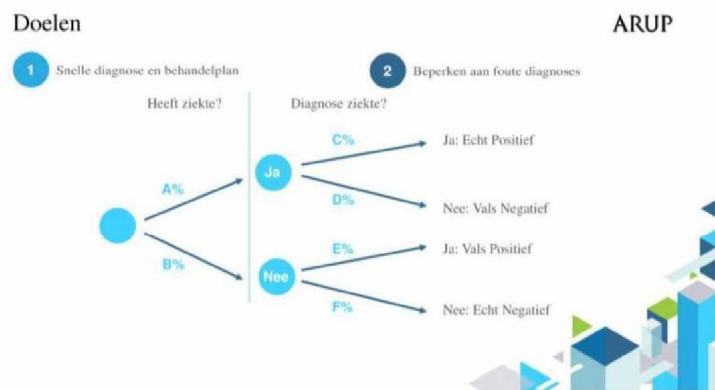 Doelen
ARUP
1 Snelle diagnose en behandelplan
2 Beperken aan foute diagnoses
Heeft ziekte?
Diagnose ziekte?
A%
B%
Ja
Nee
C%
D%
E%
F%
Ja: Echt Positief
Nee: Vals Negatief
Ja: Vals Positief
Nee: Echt Negatief